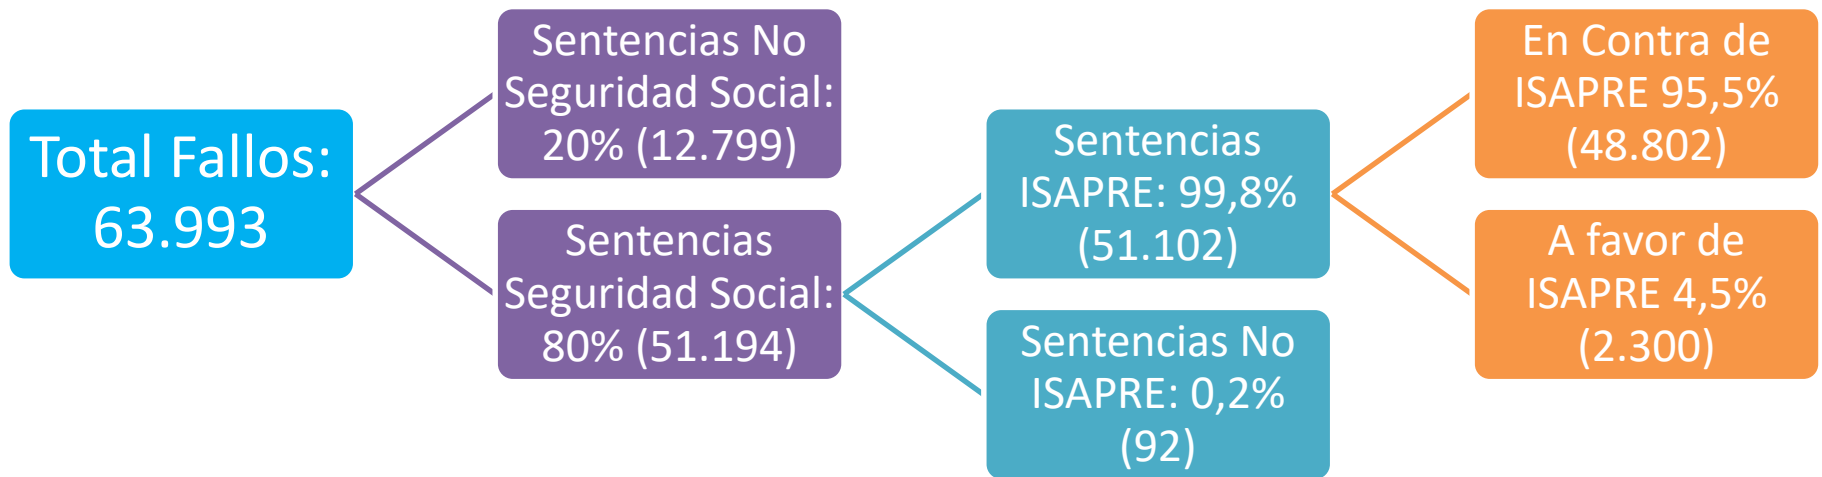 Total Fallos:
63.993
Sentencias No
Seguridad Social:
20% (12.799)
Sentencias
Seguridad Social:
80% (51.194)
Sentencias
ISAPRE: 99,8%
(51.102)
Sentencias No
ISAPRE: 0,2%
(92)
En Contra de
ISAPRE 95,5%
(48.802)
A favor de
ISAPRE 4,5%
(2.300)